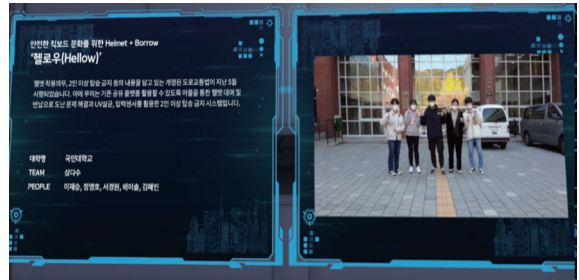 안전한 킥보드 문화를 위한 Helmet + Borrow
'헬로우(Hellow)'
헬멧 착용의무, 2인 이상 탑승 금지 등의 내용을 담고 있는 개정된 도로교통법이 지난 5월
시행되었습니다. 이에 우리는 기존 공유 플랫폼 활용할 수 있도록 어플을 통한 헬멧 대여 및
반납으로 도난 문제 해결과 UV살균, 압력센서를 활용한 2인 이상 탑승 금지 시스템입니다.
대학명 국민대학교
TEAM 상다수
PEOPLE 이재승, 정영호, 서경원, 배이솔, 김혜인